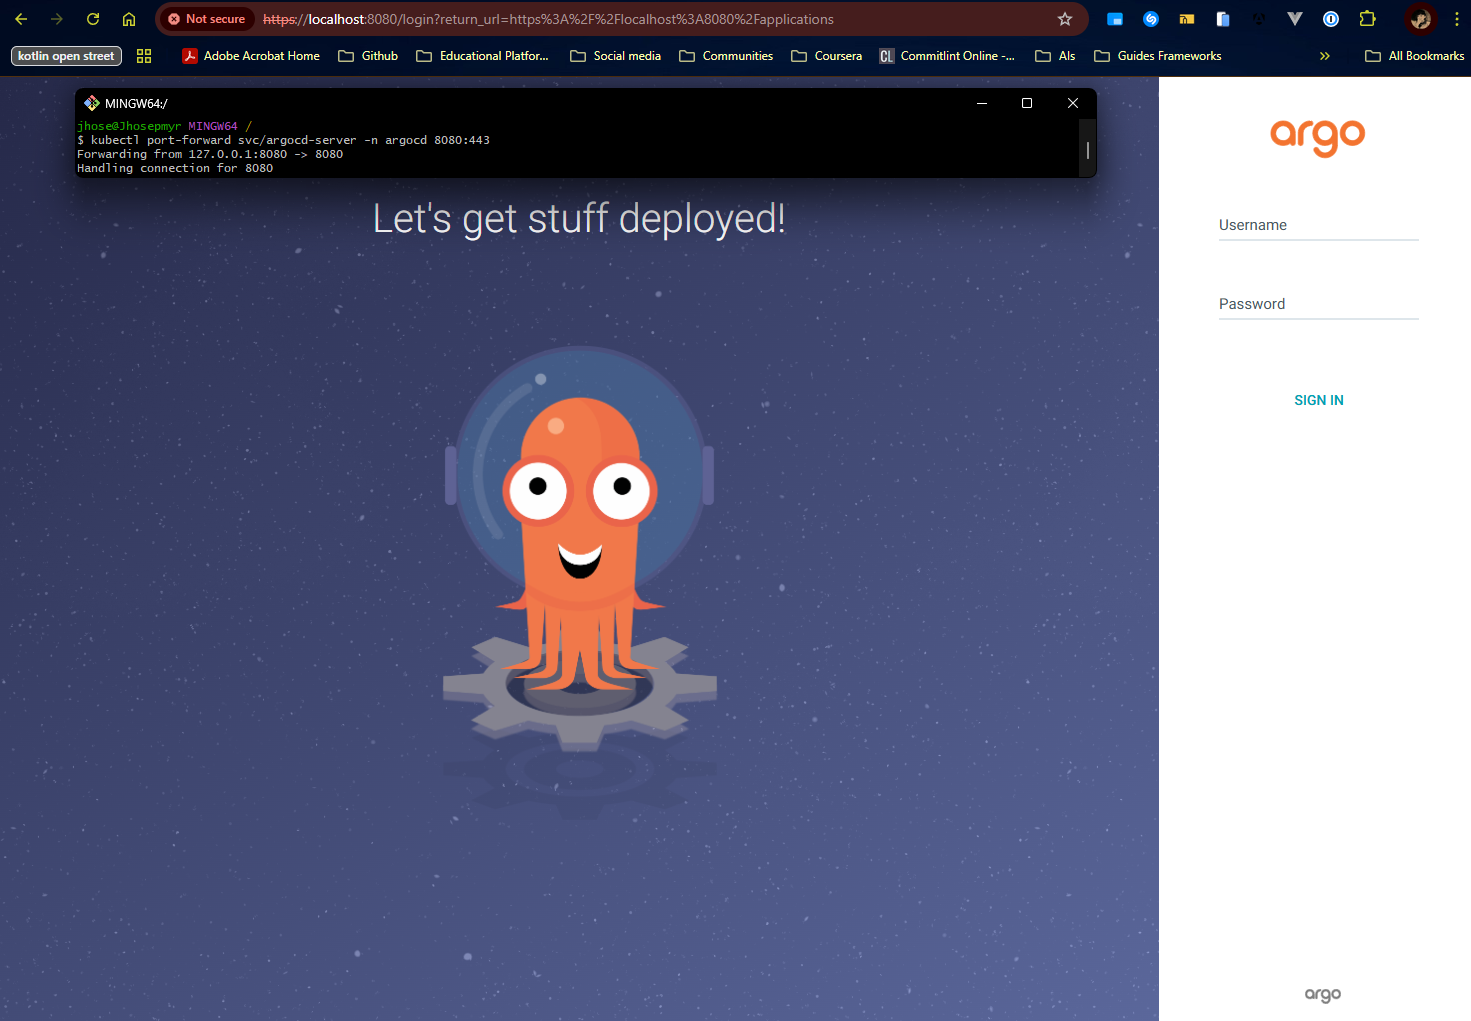 Not secure https://localhost:8080/login?return_url=https%3A%2F%2Flocalhost%3A8080%2Fapplications
kotlin open street Adobe Acrobat Home Github Educational Platfor... Social media Communities Coursera CL Commitlint Online -... AIs Guides Frameworks » All Bookmarks
MINGW64:/
jhose@Jhosepmyr MINGW64 /
$ kubectl port-forward svc/argocd-server -n argocd 8080:443
Forwarding from 127.0.0.1:8080 -> 8080
Handling connection for 8080
Let's get stuff deployed!
argo
Username
Password
SIGN IN
argo